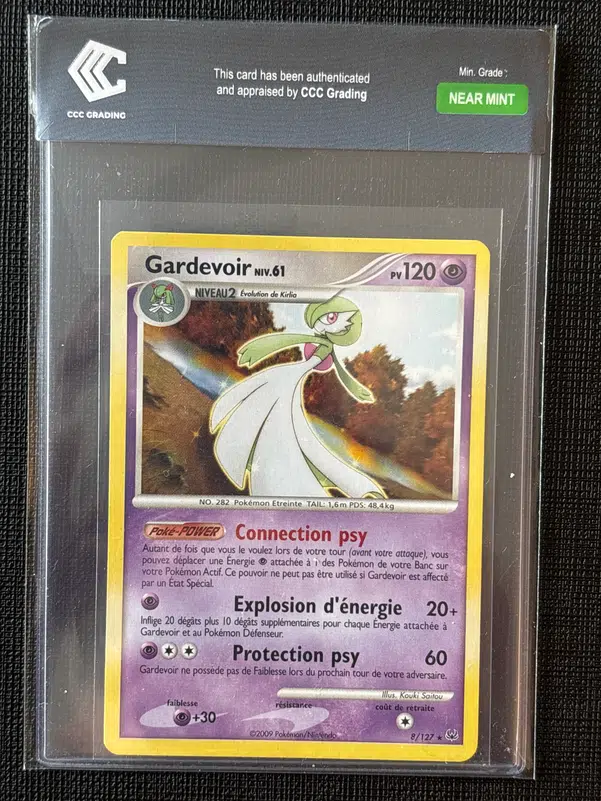 CCC GRADING
This card has been authenticated
and appraised by CCC Grading
Min. Grade :
NEAR MINT
Gardevoir NIV.61
PV 120
NIVEAU 2 Évolution de Kirlia
NO. 282 Pokémon Etreinte TAIL: 1,6 m PDS: 48,4 kg
Poké-POWER Connection psy
Autant de fois que vous le voulez lors de votre tour (avant votre attaque), vous
pouvez déplacer une Énergie attachée à 1 des Pokémon de votre Banc sur
votre Pokémon Actif. Ce pouvoir ne peut pas être utilisé si Gardevoir est affecté
par un État Spécial.
Explosion d'énergie 20+
Inflige 20 dégâts plus 10 dégâts supplémentaires pour chaque Énergie attachée à
Gardevoir et au Pokémon Défenseur.
Protection psy 60
Gardevoir ne possède pas de Faiblesse lors du prochain tour de votre adversaire.
Illus. Kouki Saitou
faiblesse résistance coût de retraite
+30
©2009 Pokémon/Nintendo
8/127 ★